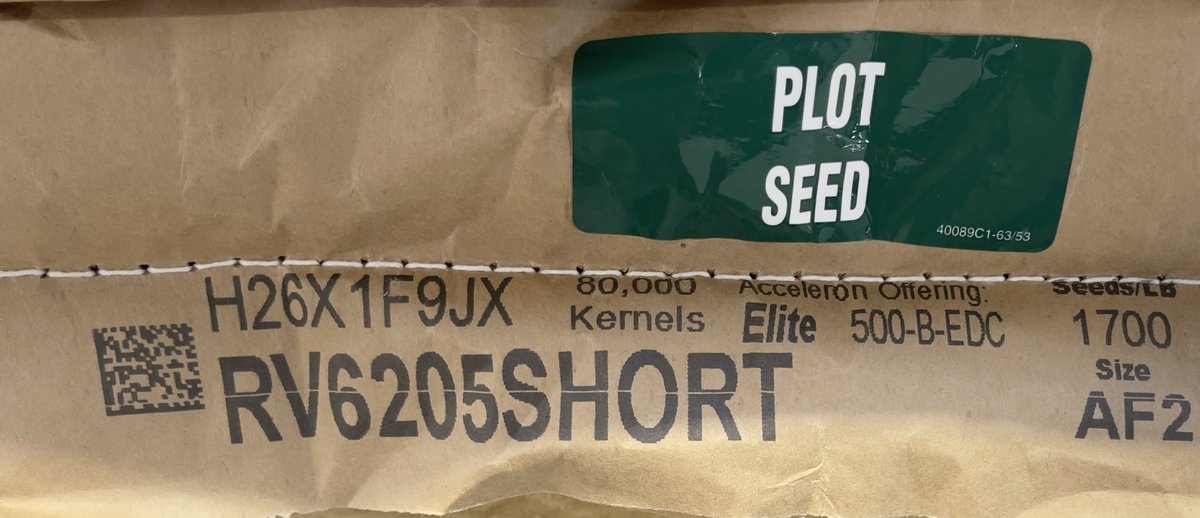 PLOT
SEED
40089C1-63/53
H26X1F9JX
80,000
Kernels
Acceleron Offering:
Elite 500-B-EDC
Seeds/LB
1700
RV6205SHORT
Size
AF2